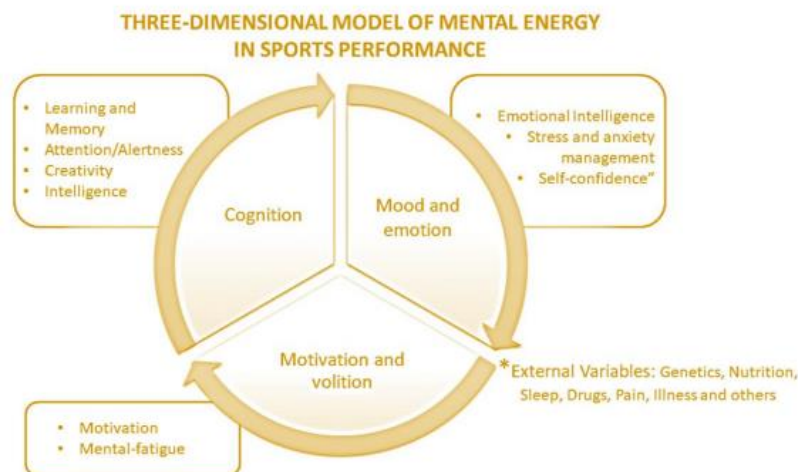 THREE-DIMENSIONAL MODEL OF MENTAL ENERGY
IN SPORTS PERFORMANCE
• Learning and
Memory
• Attention/Alertness
• Creativity
• Intelligence
• Emotional Intelligence
• Stress and anxiety
management
• Self-confidence”
Cognition
Mood and
emotion
Motivation and
volition
*External Variables: Genetics, Nutrition,
Sleep, Drugs, Pain, Illness and others
• Motivation
• Mental-fatigue